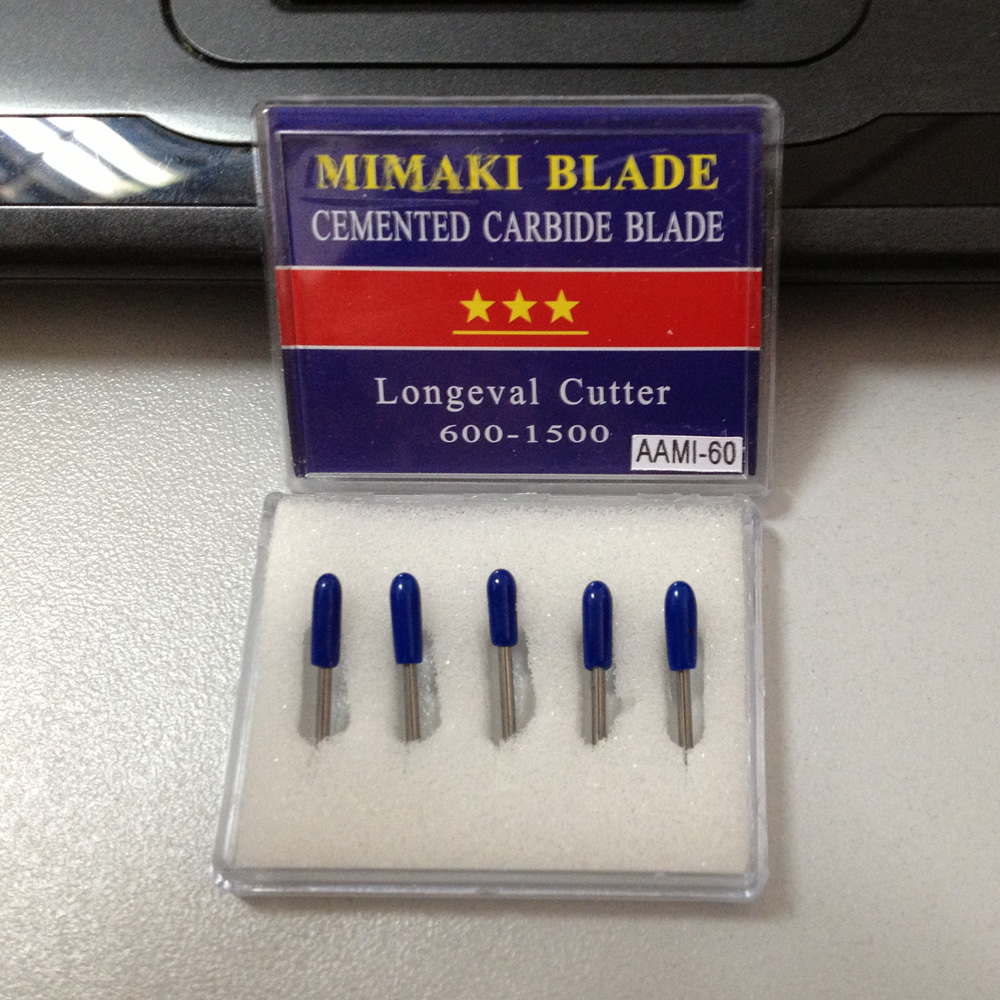 MIMAKI BLADE
CEMENTED CARBIDE BLADE
Longeval Cutter
600-1500
AAMI-60